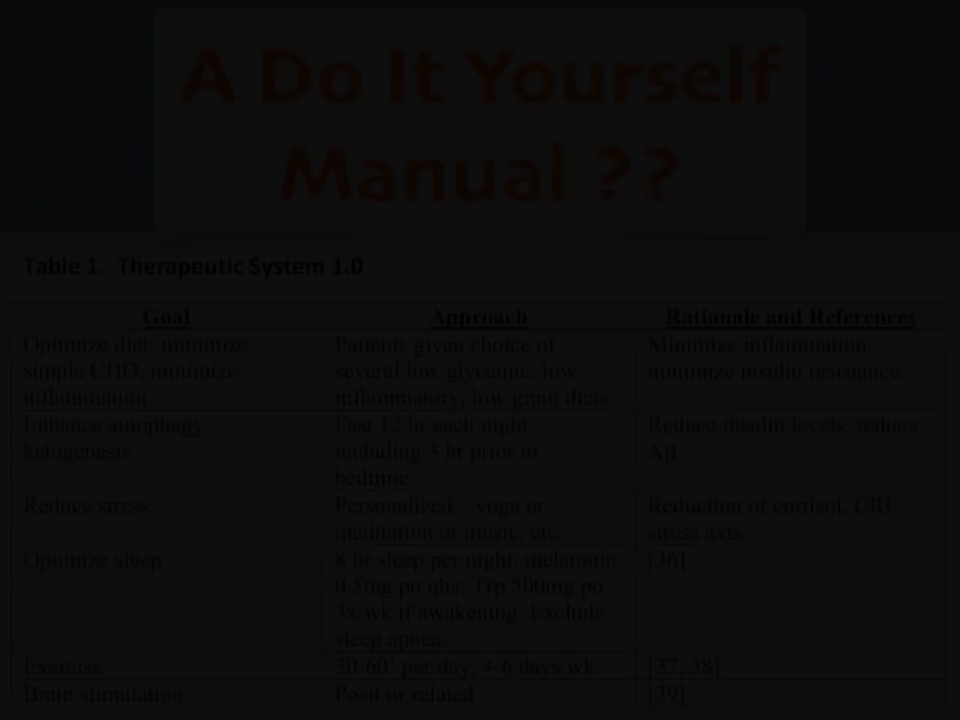 A Do It Yourself
Manual ??
Table 1. Therapeutic System 1.0
Goal Approach Rationale and References
Optimize diet, minimize simple CHO, minimize inflammation.
Patients given choice of several low glycemic, low inflammatory, low grain diets.
Minimize inflammation, minimize insulin resistance.
Enhance autophagy, ketogenesis
Fast 12 hr each night, including 3 hr prior to bedtime.
Reduce insulin levels, reduce Aβ.
Reduce stress
Personalized—yoga or meditation or music, etc.
Reduction of cortisol, CRF, stress axis.
Optimize sleep
8 hr sleep per night; melatonin 0.5mg po qhs; Trp 500mg po 3x/wk if awakening. Exclude sleep apnea.
[36]
Exercise
30-60' per day, 4-6 days/wk
[37, 38]
Brain stimulation
Posit or related
[39]